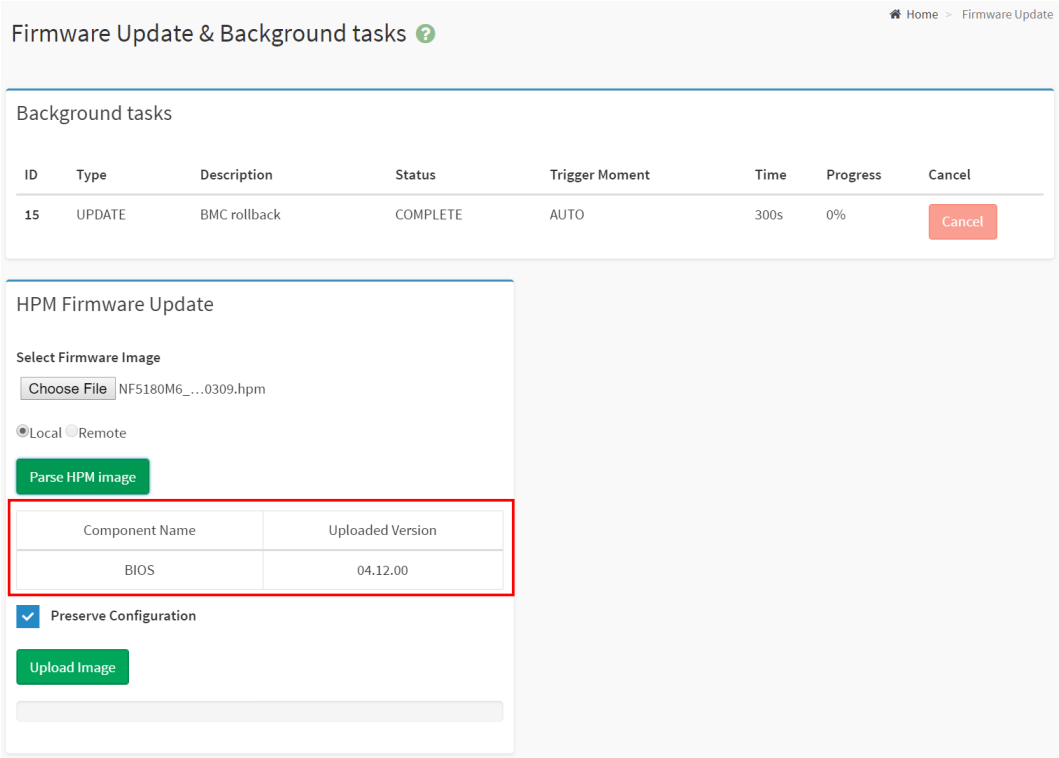 Home > Firmware Update
Firmware Update & Background tasks ?
Background tasks
ID Type Description Status Trigger Moment Time Progress Cancel
15 UPDATE BMC rollback COMPLETE AUTO 300s 0% Cancel
HPM Firmware Update
Select Firmware Image
Choose File NF5180M6_...0309.hpm
Local Remote
Parse HPM image
Component Name Uploaded Version
BIOS 04.12.00
Preserve Configuration
Upload Image